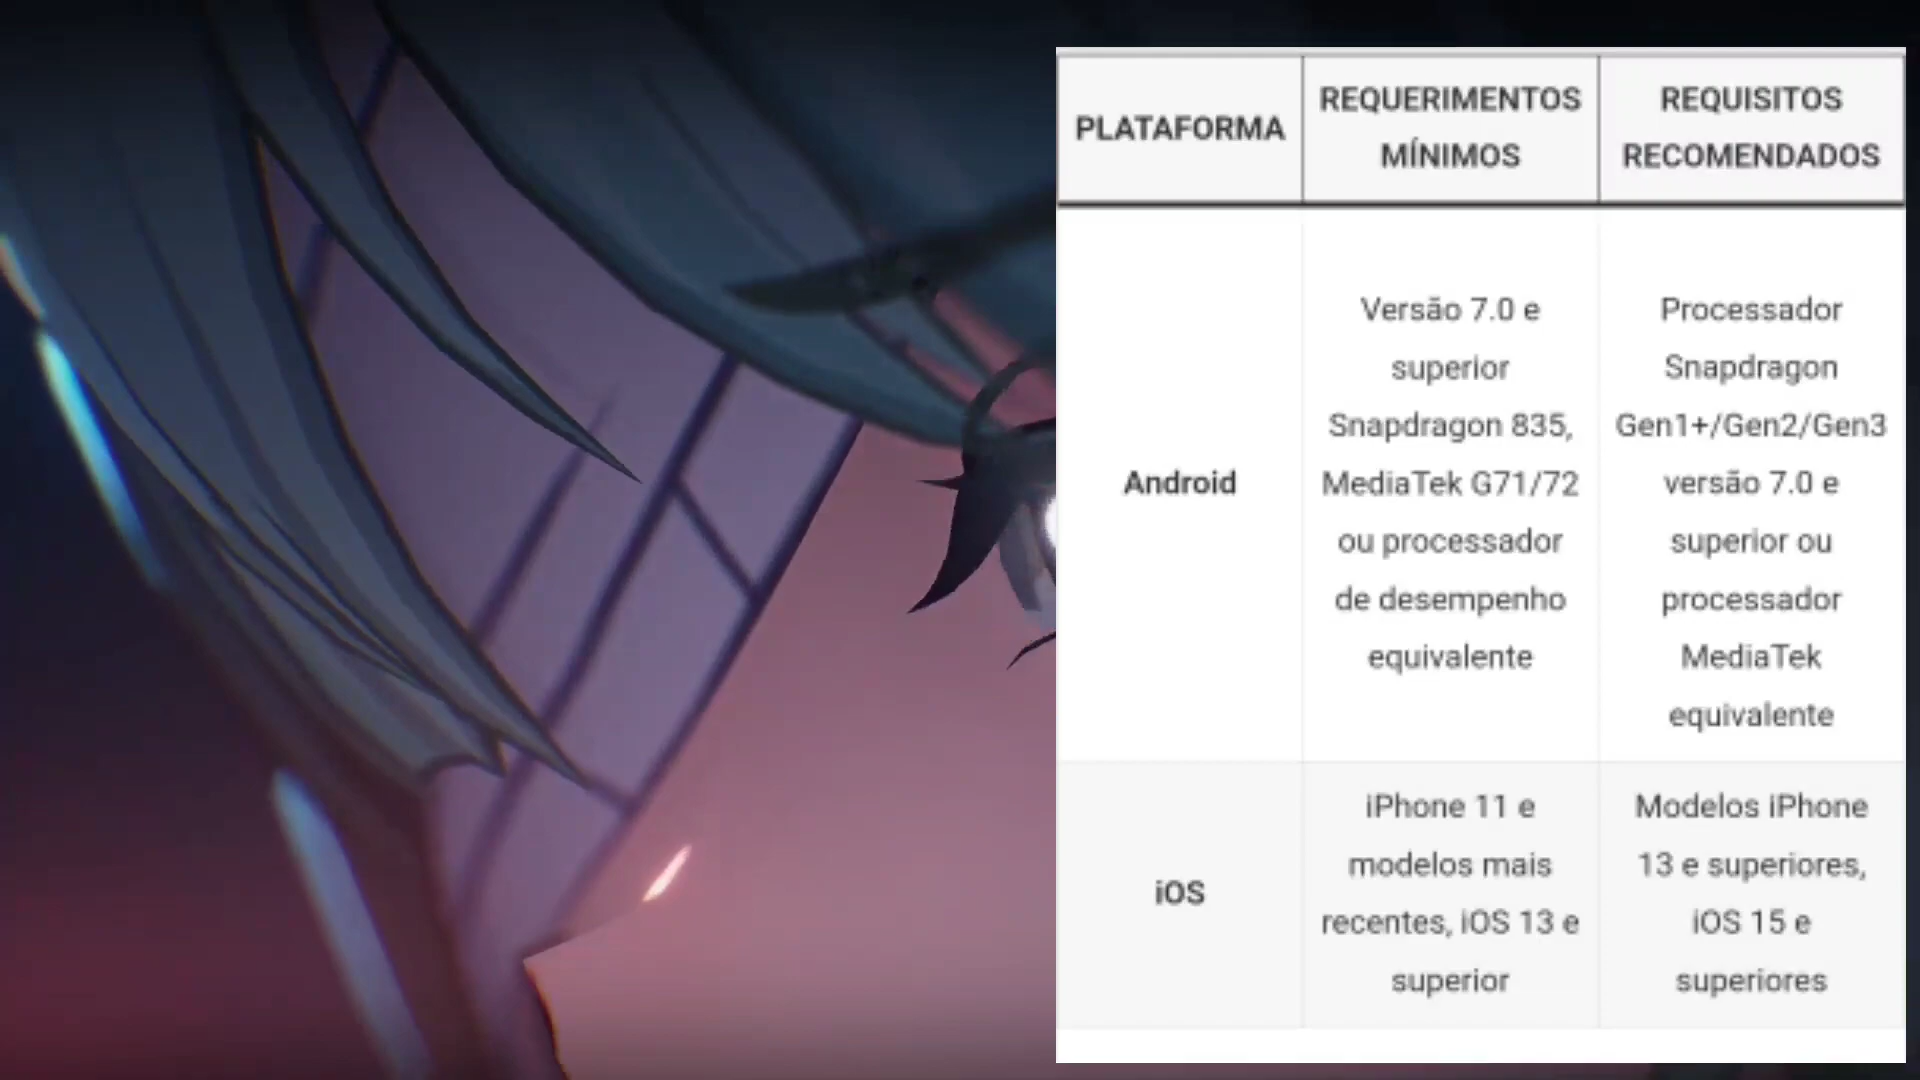 PLATAFORMA
REQUERIMENTOS
MÍNIMOS
REQUISITOS
RECOMENDADOS
Android
Versão 7.0 e
superior
Snapdragon 835,
MediaTek G71/72
ou processador
de desempenho
equivalente
Processador
Snapdragon
Gen1+/Gen2/Gen3
versão 7.0 e
superior ou
processador
MediaTek
equivalente
iOS
iPhone 11 e
modelos mais
recentes, iOS 13 e
superior
Modelos iPhone
13 e superiores,
iOS 15 e
superiores